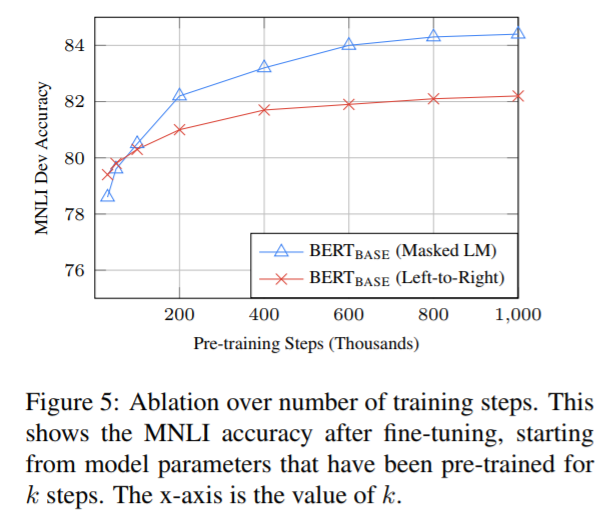 84
82
80
78
76
MNLI Dev Accuracy
BERTBASE (Masked LM)
BERTBASE (Left-to-Right)
200 400 600 800 1,000
Pre-training Steps (Thousands)
Figure 5: Ablation over number of training steps. This
shows the MNLI accuracy after fine-tuning, starting
from model parameters that have been pre-trained for
k steps. The x-axis is the value of k.